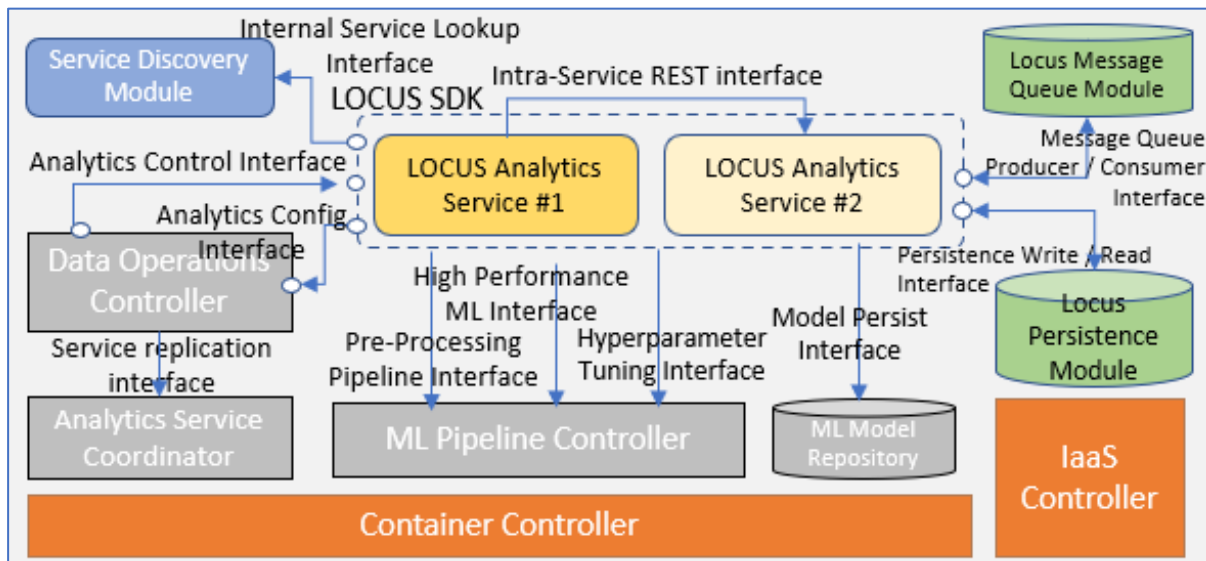 Internal Service Lookup
Interface
Service Discovery
Module
LOCUS SDK
Intra-Service REST interface
Locus Message
Queue Module
Message Queue
Producer / Consumer
Interface
Analytics Control Interface
LOCUS Analytics
Service #1
LOCUS Analytics
Service #2
Analytics Config
Interface
Data Operations
Controller
Persistence Write / Read
Interface
Locus
Persistence
Module
High Performance
ML Interface
Pre-Processing
Pipeline Interface
Hyperparameter
Tuning Interface
Model Persist
Interface
Service replication
interface
Analytics Service
Coordinator
ML Pipeline Controller
ML Model
Repository
IaaS
Controller
Container Controller